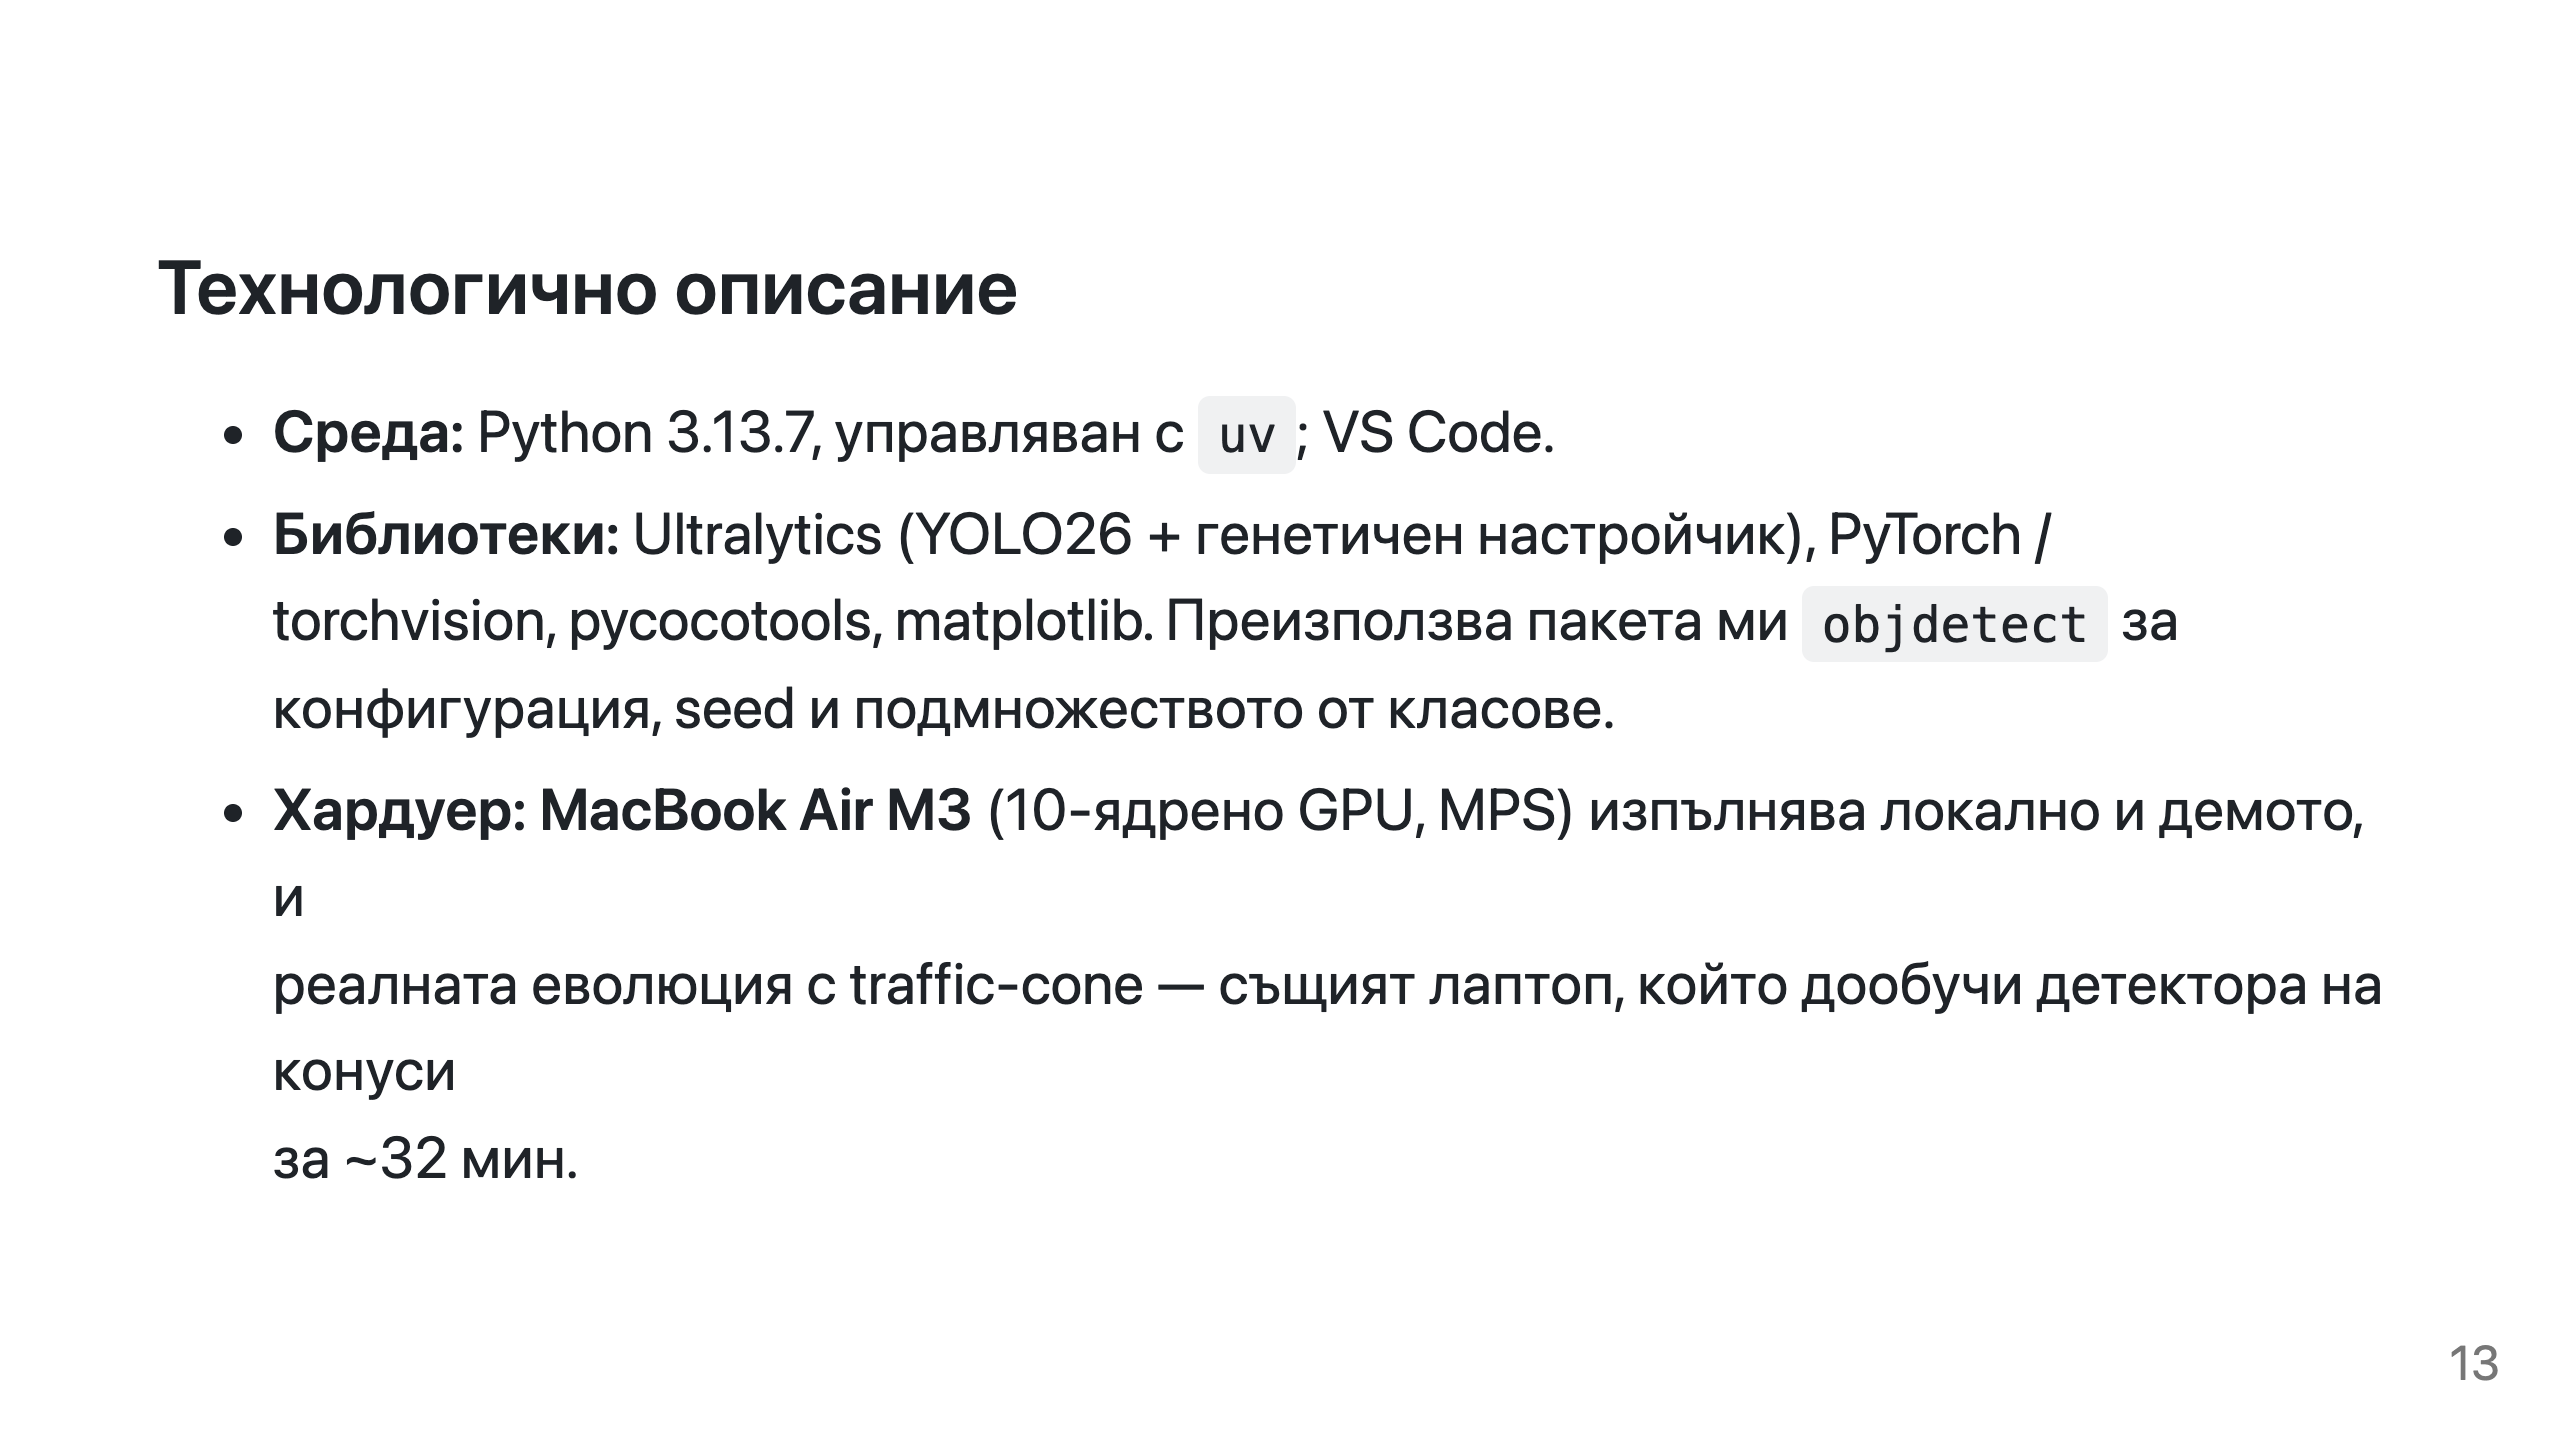 Технологично описание
• Среда: Python 3.13.7, управляван с uv; VS Code.
• Библиотеки: Ultralytics (YOLO26 + генетичен настройчик), PyTorch /
torchvision, pycocotools, matplotlib. Преизползва пакета ми objdetect за
конфигурация, seed и подмножеството от класове.
• Хардуер: MacBook Air M3 (10-ядрено GPU, MPS) изпълнява локално и демото,
и
реалната еволюция с traffic-cone — същият лаптоп, който дообучи детектора на
конуси
за ~32 мин.
13